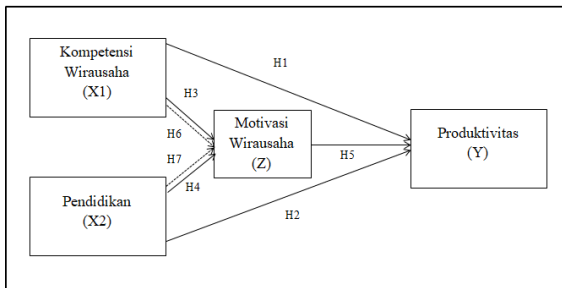 Kompetensi
Wirausaha
(X1)
H1
H3
H6
Motivasi
Wirausaha
(Z)
Produktivitas
(Y)
H5
H7
H4
Pendidikan
(X2)
H2